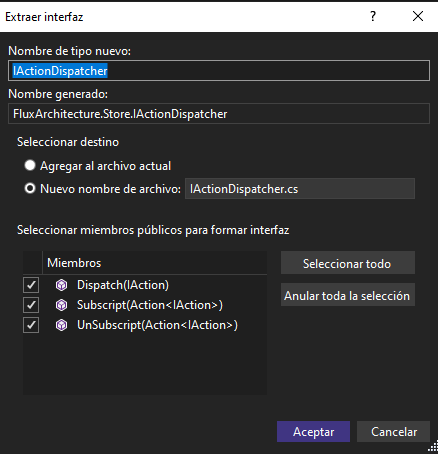 Extraer interfaz
Nombre de tipo nuevo:
IActionDispatcher
Nombre generado:
FluxArchitecture.Store.IActionDispatcher
Seleccionar destino
Agregar al archivo actual
Nuevo nombre de archivo: IActionDispatcher.cs
Seleccionar miembros públicos para formar interfaz
Miembros
Dispatch(IAction)
Subscript(Action<IAction>)
UnSubscript(Action<IAction>)
Seleccionar todo
Anular toda la selección
Aceptar Cancelar